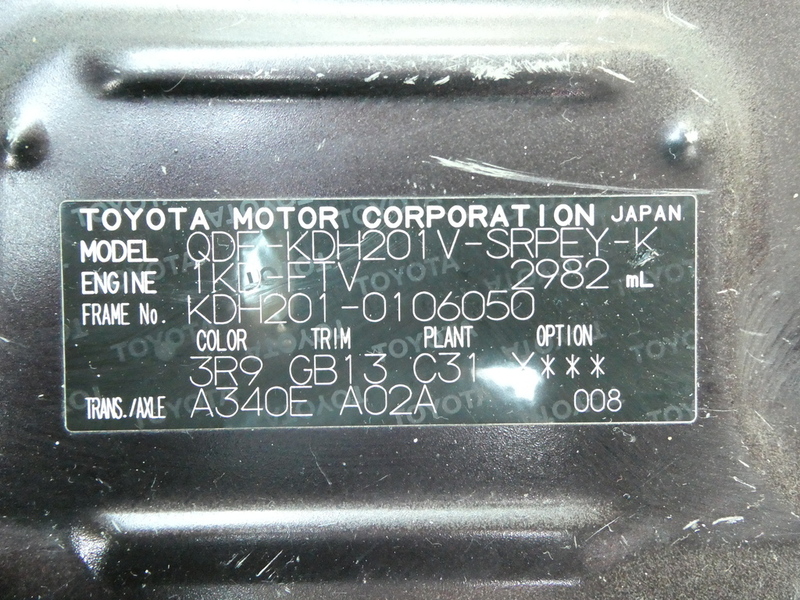 TOYOTA MOTOR CORPORATION JAPAN.
MODEL QDF-KDH201V-SRPEY-K
ENGINE 1KD-FTV 2982 mL
FRAME No. KDH201-0106050
COLOR TRIM PLANT OPTION
3R9 GB13 C31 Y***
TRANS./AXLE A340E A02A 008